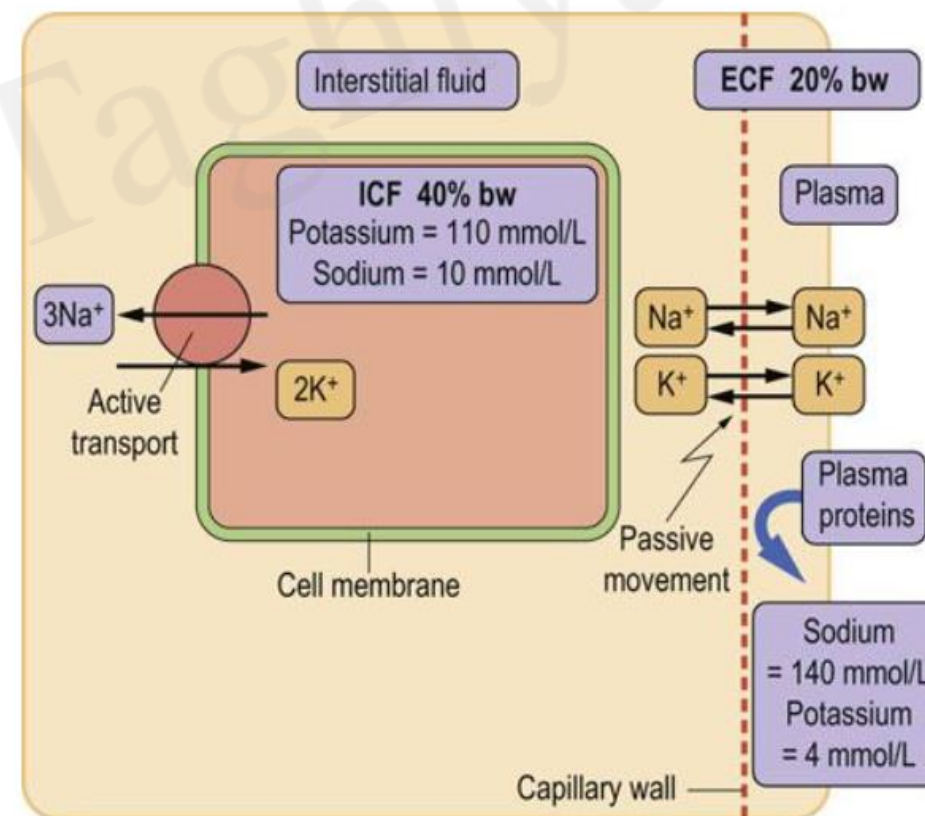 Interstitial fluid
ECF 20% bw
ICF 40% bw
Potassium = 110 mmol/L
Sodium = 10 mmol/L
Plasma
3Na⁺
2K⁺
Active
transport
Na⁺
Na⁺
K⁺
K⁺
Plasma
proteins
Passive
movement
Cell membrane
Sodium
= 140 mmol/L
Potassium
= 4 mmol/L
Capillary wall